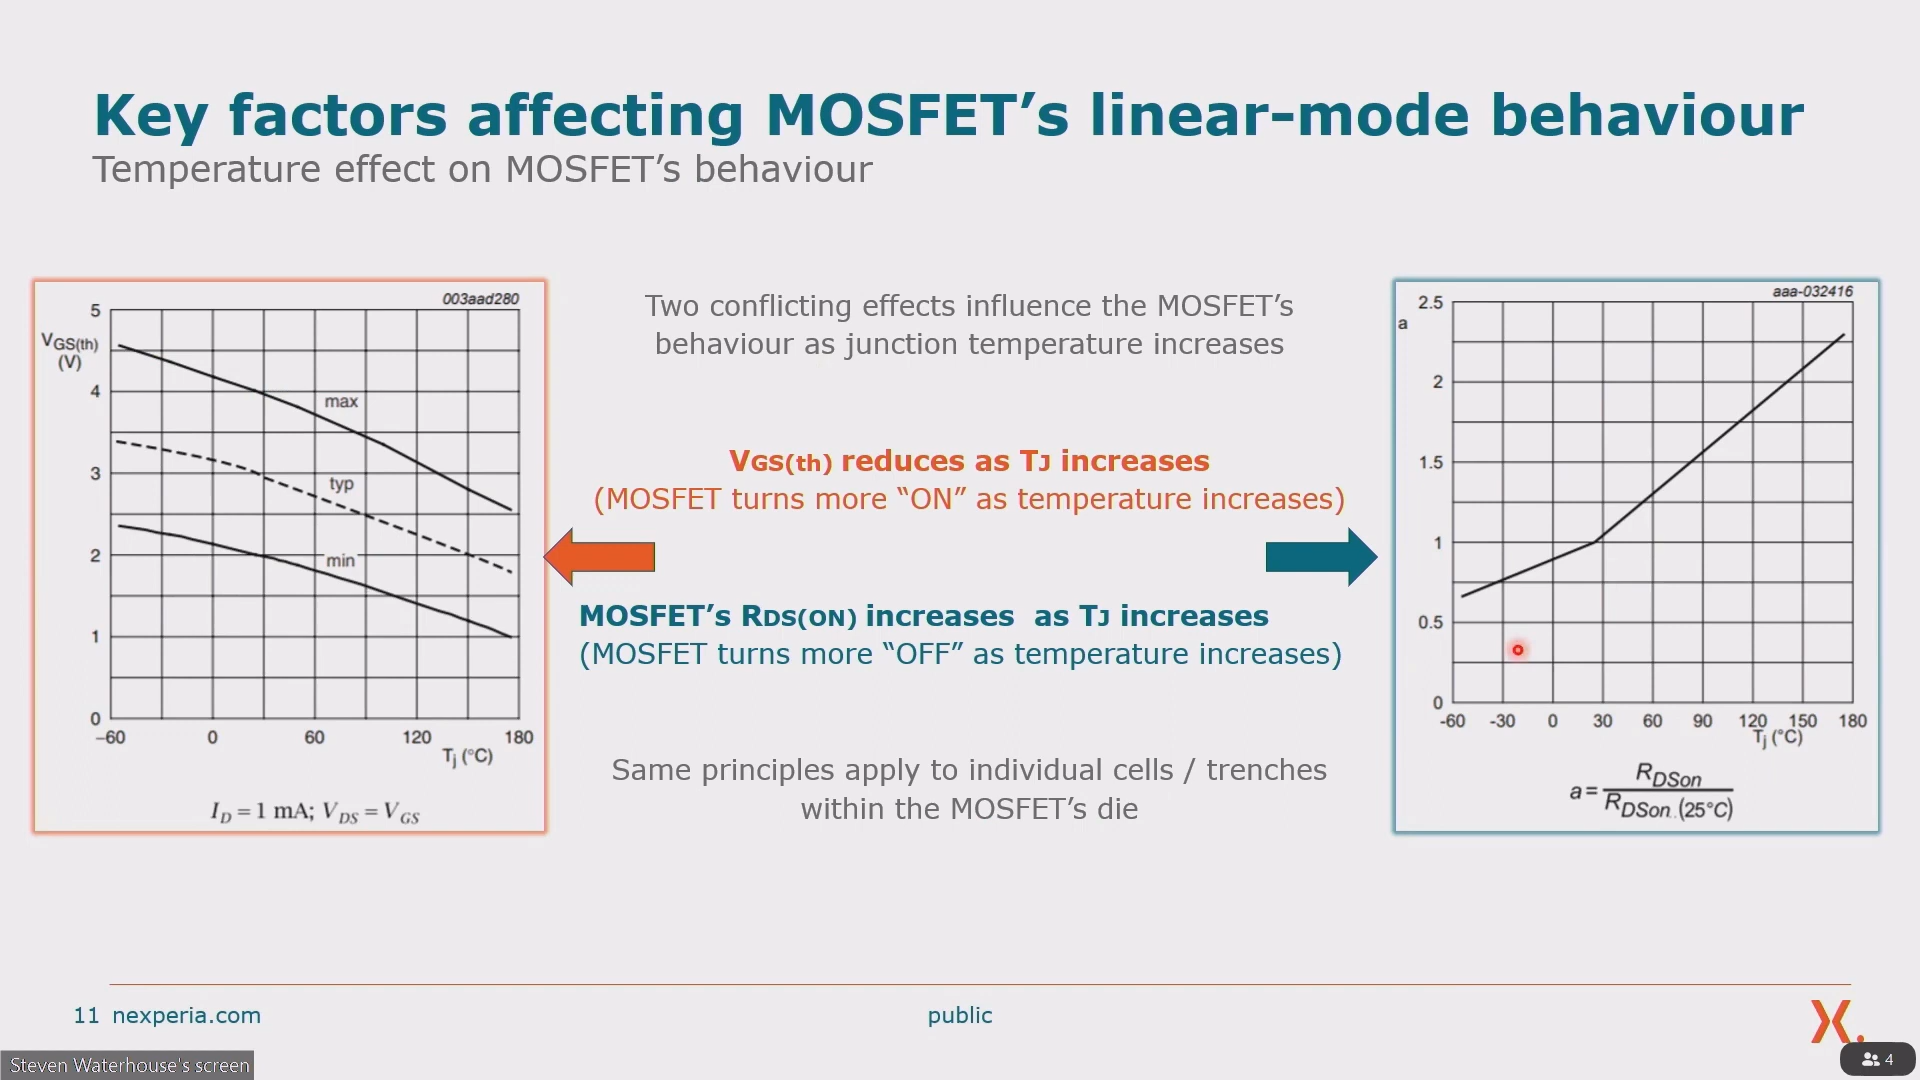 Key factors affecting MOSFET’s linear-mode behaviour
Temperature effect on MOSFET’s behaviour
003aad280
5
VGS(th)
(V)
4
3
2
1
0
max
typ
min
−60
0
60
120
180
Tj (°C)
ID = 1 mA; VDS = VGS
Two conflicting effects influence the MOSFET’s
behaviour as junction temperature increases
VGS(th) reduces as TJ increases
(MOSFET turns more “ON” as temperature increases)
MOSFET’s RDS(ON) increases as TJ increases
(MOSFET turns more “OFF” as temperature increases)
Same principles apply to individual cells / trenches
within the MOSFET’s die
aaa-032416
2.5
a
2
1.5
1
0.5
0
-60 -30 0 30 60 90 120 150 180
Tj (°C)
a = RDSon
RDSon (25°C)
11 nexperia.com
public
X.
Steven Waterhouse's screen
4